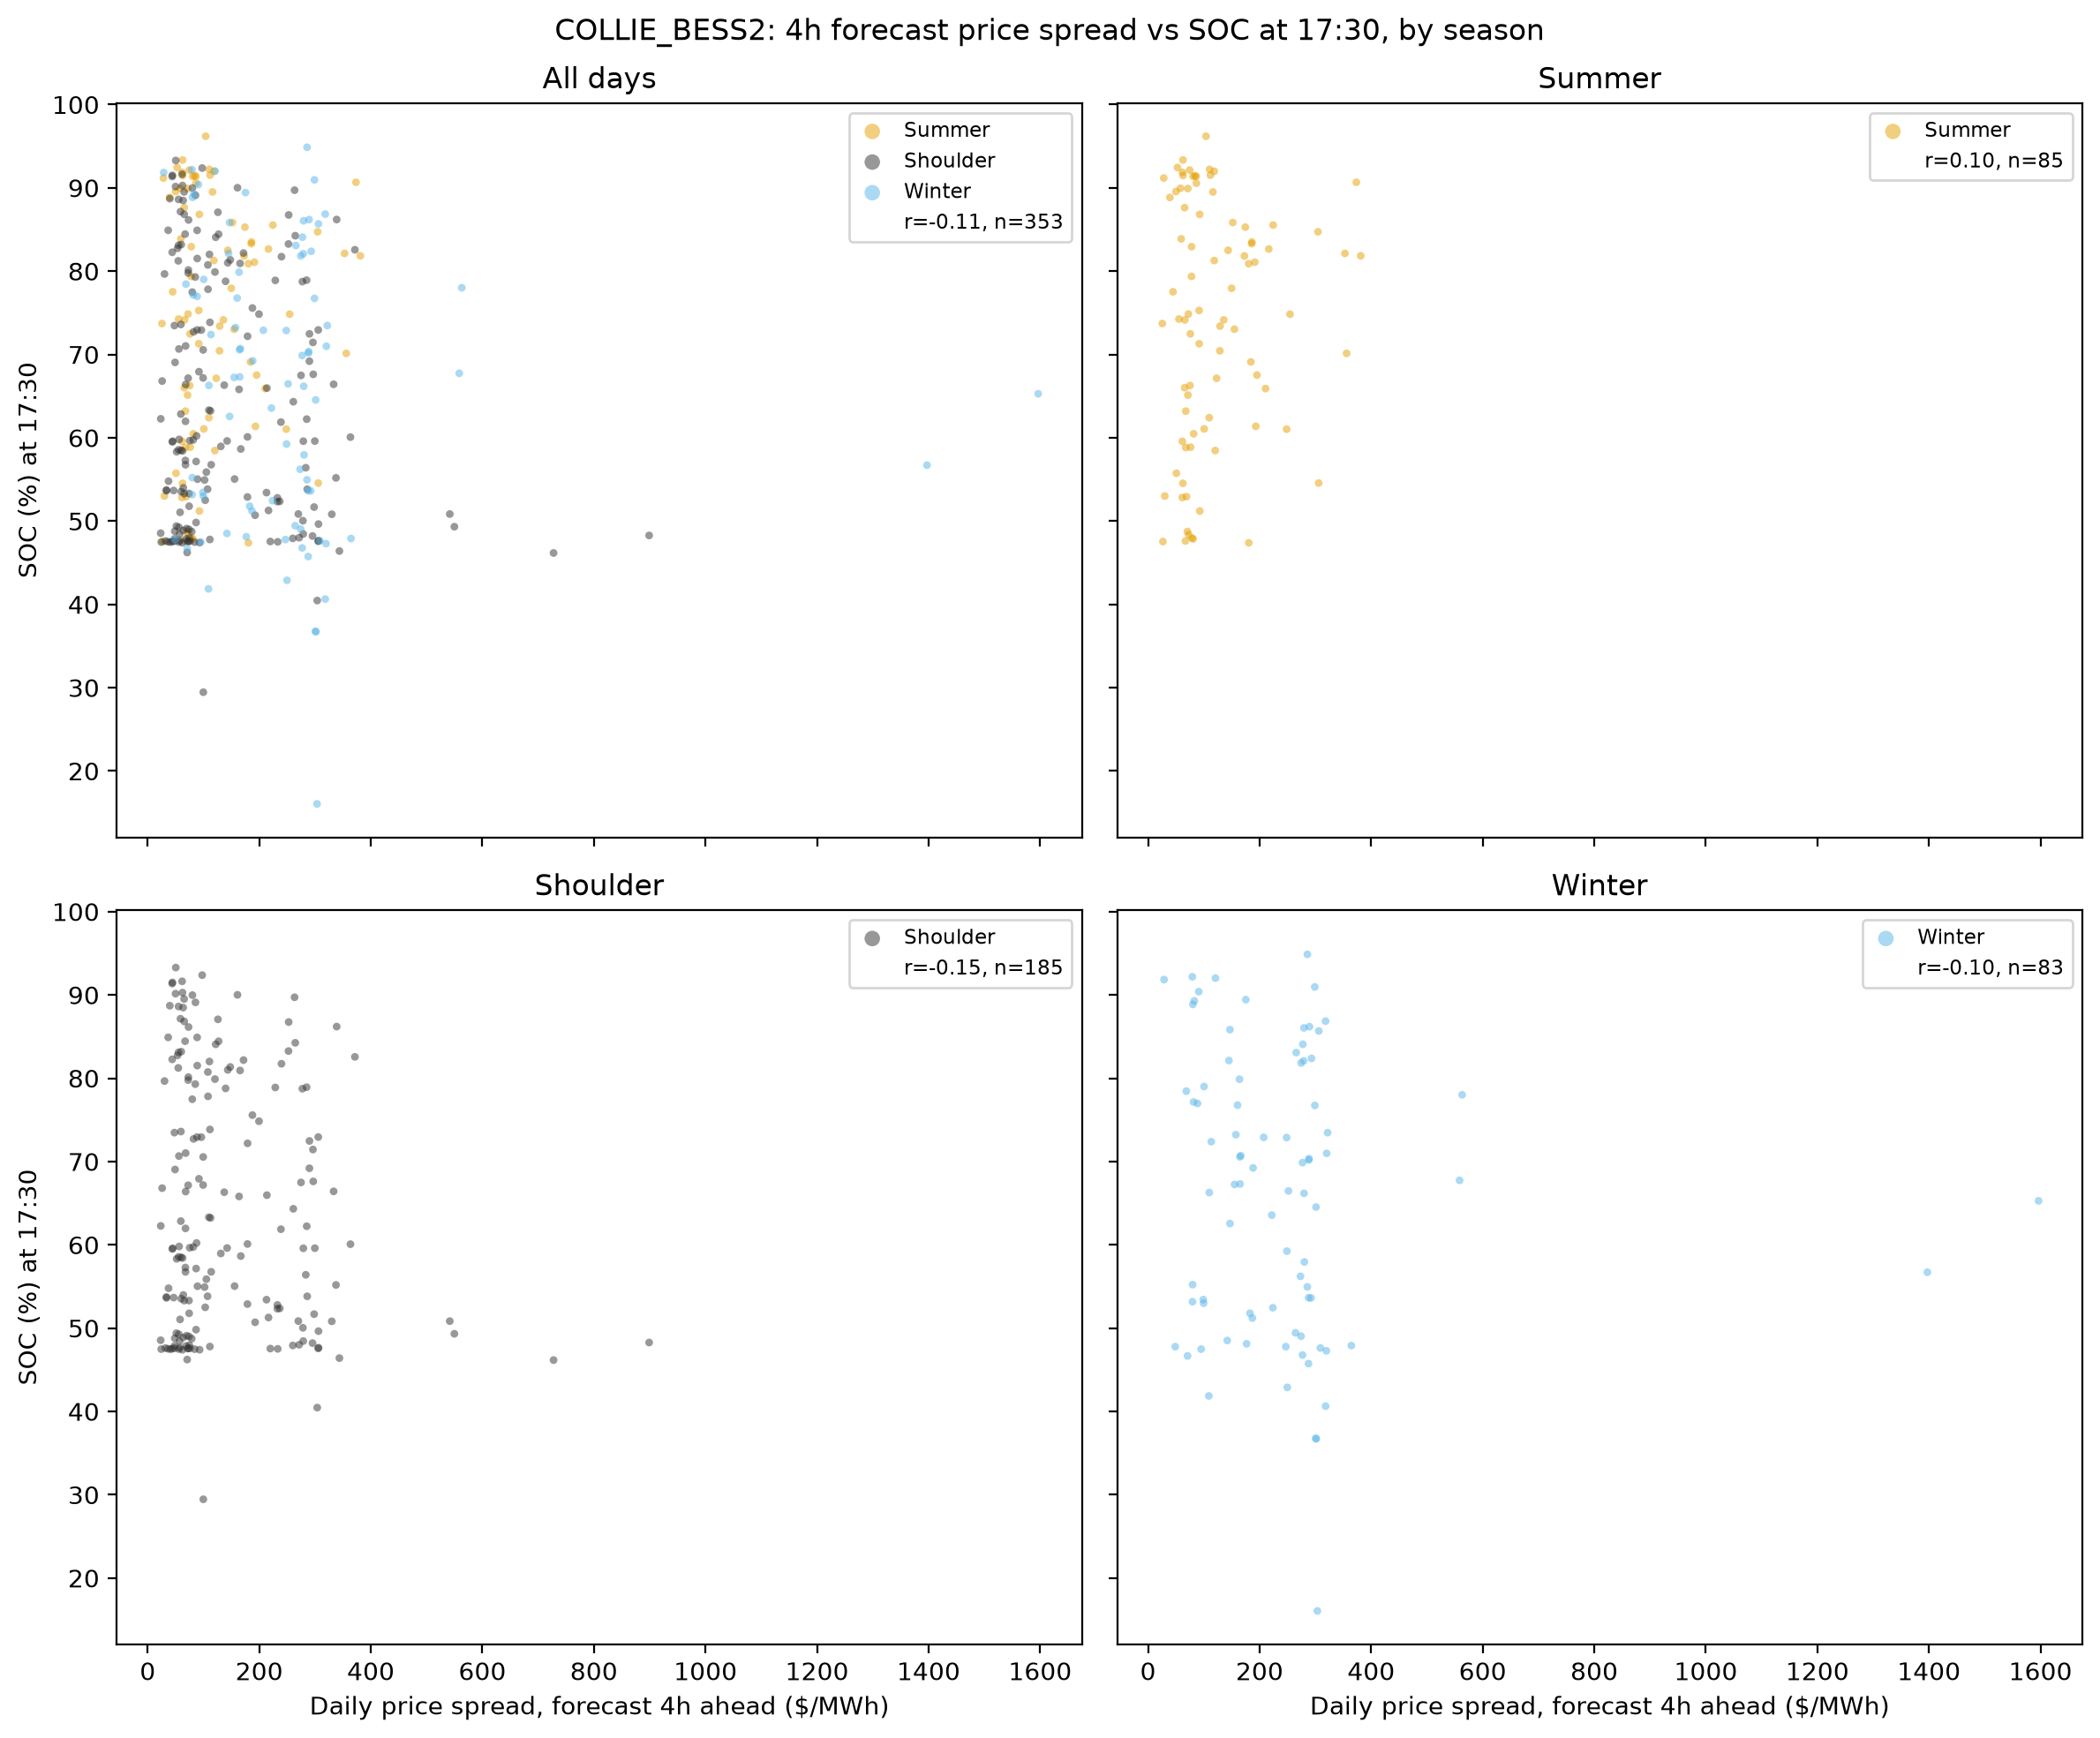 COLLIE_BESS2: 4h forecast price spread vs SOC at 17:30, by season
All days
SOC (%) at 17:30
100
90
80
70
60
50
40
30
20
Summer
Shoulder
Winter
r=-0.11, n=353
Summer
Summer
r=0.10, n=85
Shoulder
SOC (%) at 17:30
100
90
80
70
60
50
40
30
20
Shoulder
r=-0.15, n=185
0 200 400 600 800 1000 1200 1400 1600
Daily price spread, forecast 4h ahead ($/MWh)
Winter
Winter
r=-0.10, n=83
0 200 400 600 800 1000 1200 1400 1600
Daily price spread, forecast 4h ahead ($/MWh)